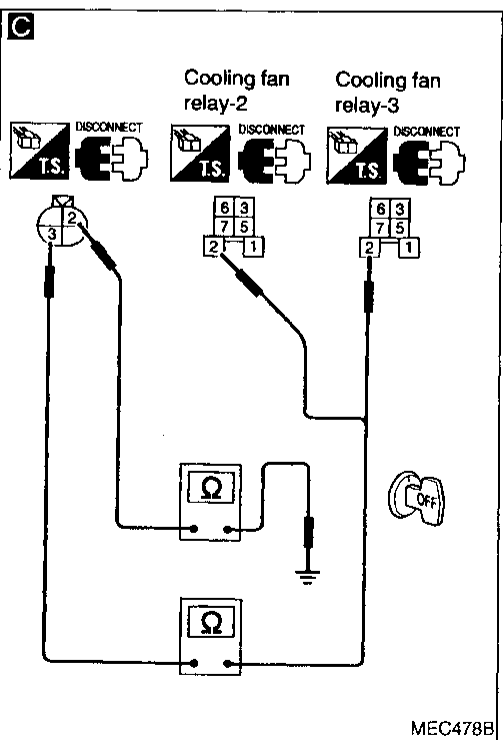 C
Cooling fan
relay-2
Cooling fan
relay-3
DISCONNECT
T.S.
DISCONNECT
T.S.
DISCONNECT
T.S.
2
3
6 3
7 5
2 1
6 3
7 5
2 1
Ω
OFF
Ω
MEC478B